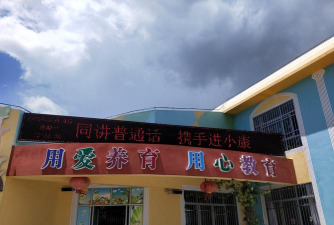 同讲普通话 携手进小康
用爱养育 用心教育